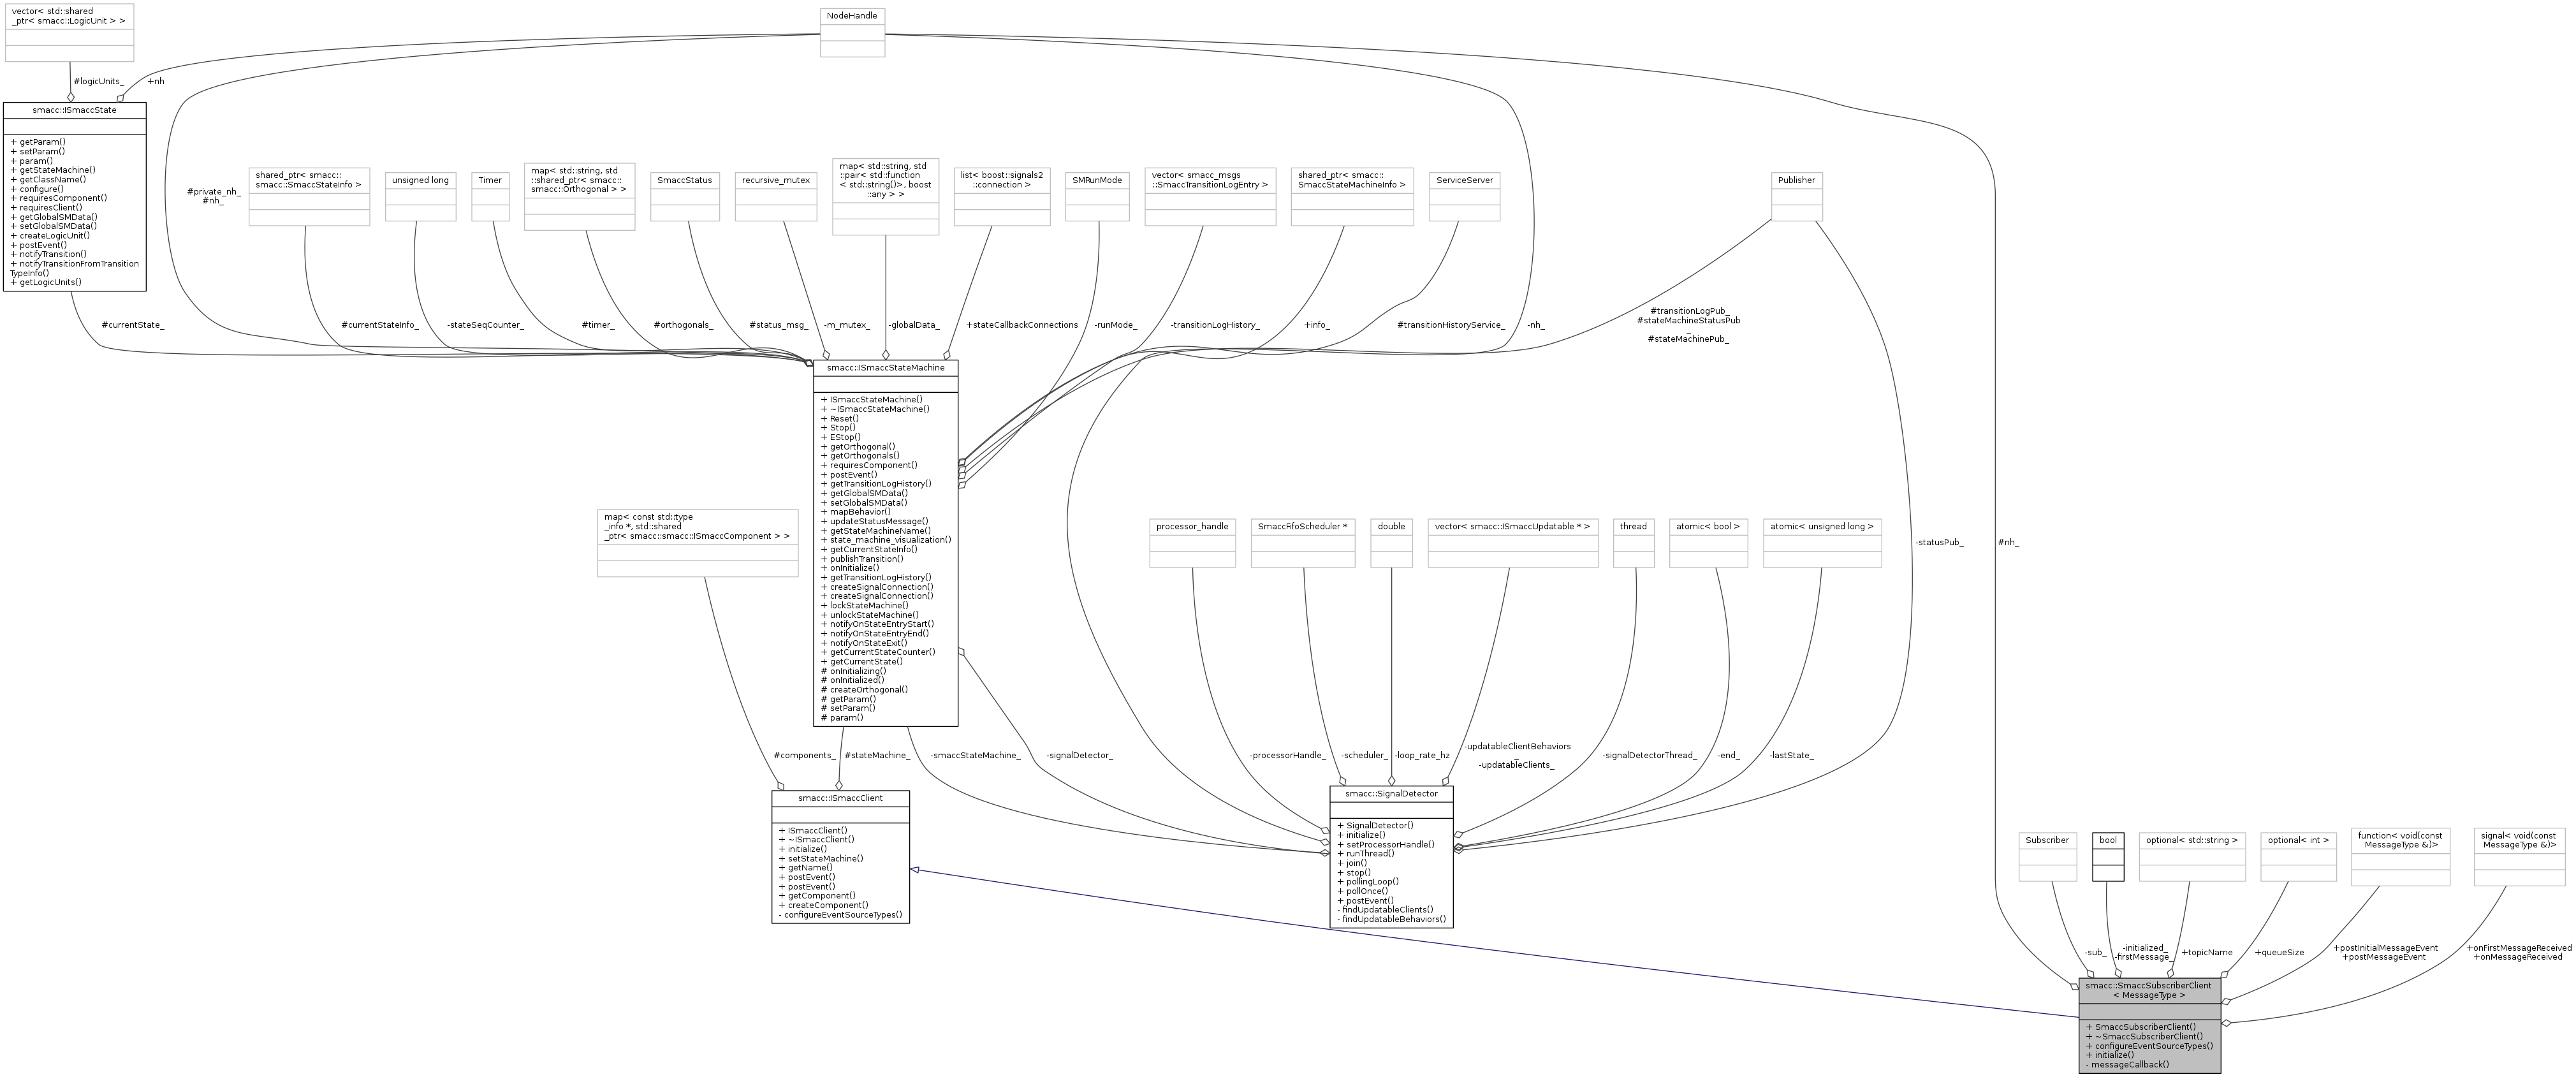 vector< std::shared
_ptr< smacc::LogicUnit > >
NodeHandle
#logicUnits_
+nh
smacc::ISmaccState
+ getParam()
+ setParam()
+ param()
+ getStateMachine()
+ getClassName()
+ configure()
+ requiresComponent()
+ requiresClient()
+ getGlobalSMData()
+ setGlobalSMData()
+ createLogicUnit()
+ postEvent()
+ notifyTransition()
+ notifyTransitionFromTransition
TypeInfo()
+ getLogicUnits()
#private_nh_
#nh_
shared_ptr< smacc::
smacc::SmaccStateInfo >
unsigned long
Timer
map< std::string, std
::shared_ptr< smacc::
smacc::Orthogonal > >
SmaccStatus
recursive_mutex
map< std::string, std
::pair< std::function
< std::string()>, boost
::any > >
list< boost::signals2
::connection >
SMRunMode
vector< smacc_msgs
::SmaccTransitionLogEntry >
shared_ptr< smacc::
SmaccStateMachineInfo >
ServiceServer
Publisher
#currentState_
#currentStateInfo_
-stateSeqCounter_
#timer_
#orthogonals_
#status_msg_
-m_mutex_
-globalData_
+stateCallbackConnections
-runMode_
-transitionLogHistory_
+info_
#transitionHistoryService_
-nh_
#transitionLogPub_
#stateMachineStatusPub
_
#stateMachinePub_
smacc::ISmaccStateMachine
+ ISmaccStateMachine()
+ ~ISmaccStateMachine()
+ Reset()
+ Stop()
+ EStop()
+ getOrthogonal()
+ getOrthogonals()
+ requiresComponent()
+ postEvent()
+ getTransitionLogHistory()
+ getGlobalSMData()
+ setGlobalSMData()
+ mapBehavior()
+ updateStatusMessage()
+ getStateMachineName()
+ state_machine_visualization()
+ getCurrentStateInfo()
+ publishTransition()
+ onInitialize()
+ getTransitionLogHistory()
+ createSignalConnection()
+ createSignalConnection()
+ lockStateMachine()
+ unlockStateMachine()
+ notifyOnStateEntryStart()
+ notifyOnStateEntryEnd()
+ notifyOnStateExit()
+ getCurrentStateCounter()
+ getCurrentState()
# onInitializing()
# onInitialized()
# createOrthogonal()
# getParam()
# setParam()
# param()
map< const std::type
_info *, std::shared
_ptr< smacc::smacc::ISmaccComponent > >
processor_handle
SmaccFifoScheduler *
double
vector< smacc::ISmaccUpdatable * >
thread
atomic< bool >
atomic< unsigned long >
-statusPub_
#nh_
#components_
#stateMachine_
-smaccStateMachine_
-signalDetector_
-processorHandle_
-scheduler_
-loop_rate_hz
-updatableClientBehaviors
_
-updatableClients_
-signalDetectorThread_
-end_
-lastState_
smacc::ISmaccClient
+ ISmaccClient()
+ ~ISmaccClient()
+ initialize()
+ setStateMachine()
+ getName()
+ postEvent()
+ postEvent()
+ getComponent()
+ createComponent()
- configureEventSourceTypes()
smacc::SignalDetector
+ SignalDetector()
+ initialize()
+ setProcessorHandle()
+ runThread()
+ join()
+ stop()
+ pollingLoop()
+ pollOnce()
+ postEvent()
- findUpdatableClients()
- findUpdatableBehaviors()
Subscriber
bool
optional< std::string >
optional< int >
function< void(const
MessageType &)>
signal< void(const
MessageType &)>
-sub_
-initialized_
-firstMessage_
+topicName
+queueSize
+postInitialMessageEvent
+postMessageEvent
+onFirstMessageReceived
+onMessageReceived
smacc::SmaccSubscriberClient
< MessageType >
+ SmaccSubscriberClient()
+ ~SmaccSubscriberClient()
+ configureEventSourceTypes()
+ initialize()
- messageCallback()